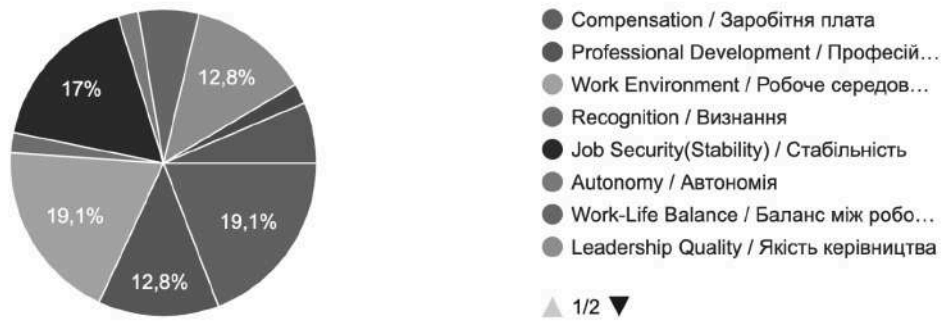 12,8%
17%
19,1%
19,1%
12,8%
Compensation / Заробітня плата
Professional Development / Професій…
Work Environment / Робоче середов…
Recognition / Визнання
Job Security(Stability) / Стабільність
Autonomy / Автономія
Work-Life Balance / Баланс між робо…
Leadership Quality / Якість керівництва
1/2